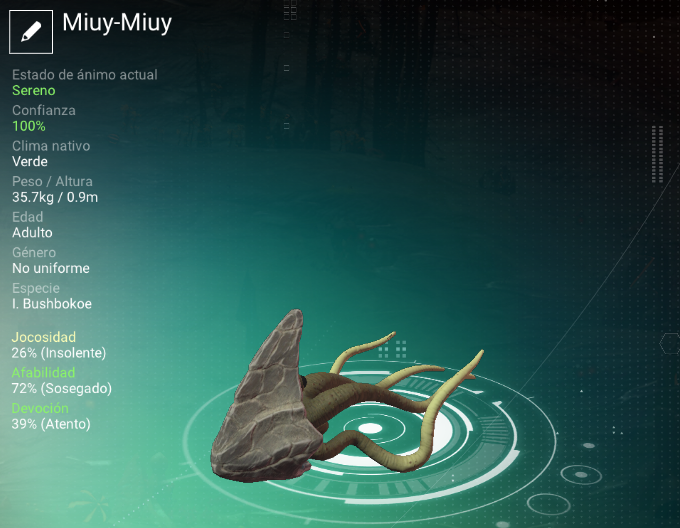 Miuy-Miuy
Estado de ánimo actual
Sereno
Confianza
100%
Clima nativo
Verde
Peso / Altura
35.7kg / 0.9m
Edad
Adulto
Género
No uniforme
Especie
I. Bushbokoe
Jocosidad
26% (Insolente)
Afabilidad
72% (Sosegado)
Devoción
39% (Atento)